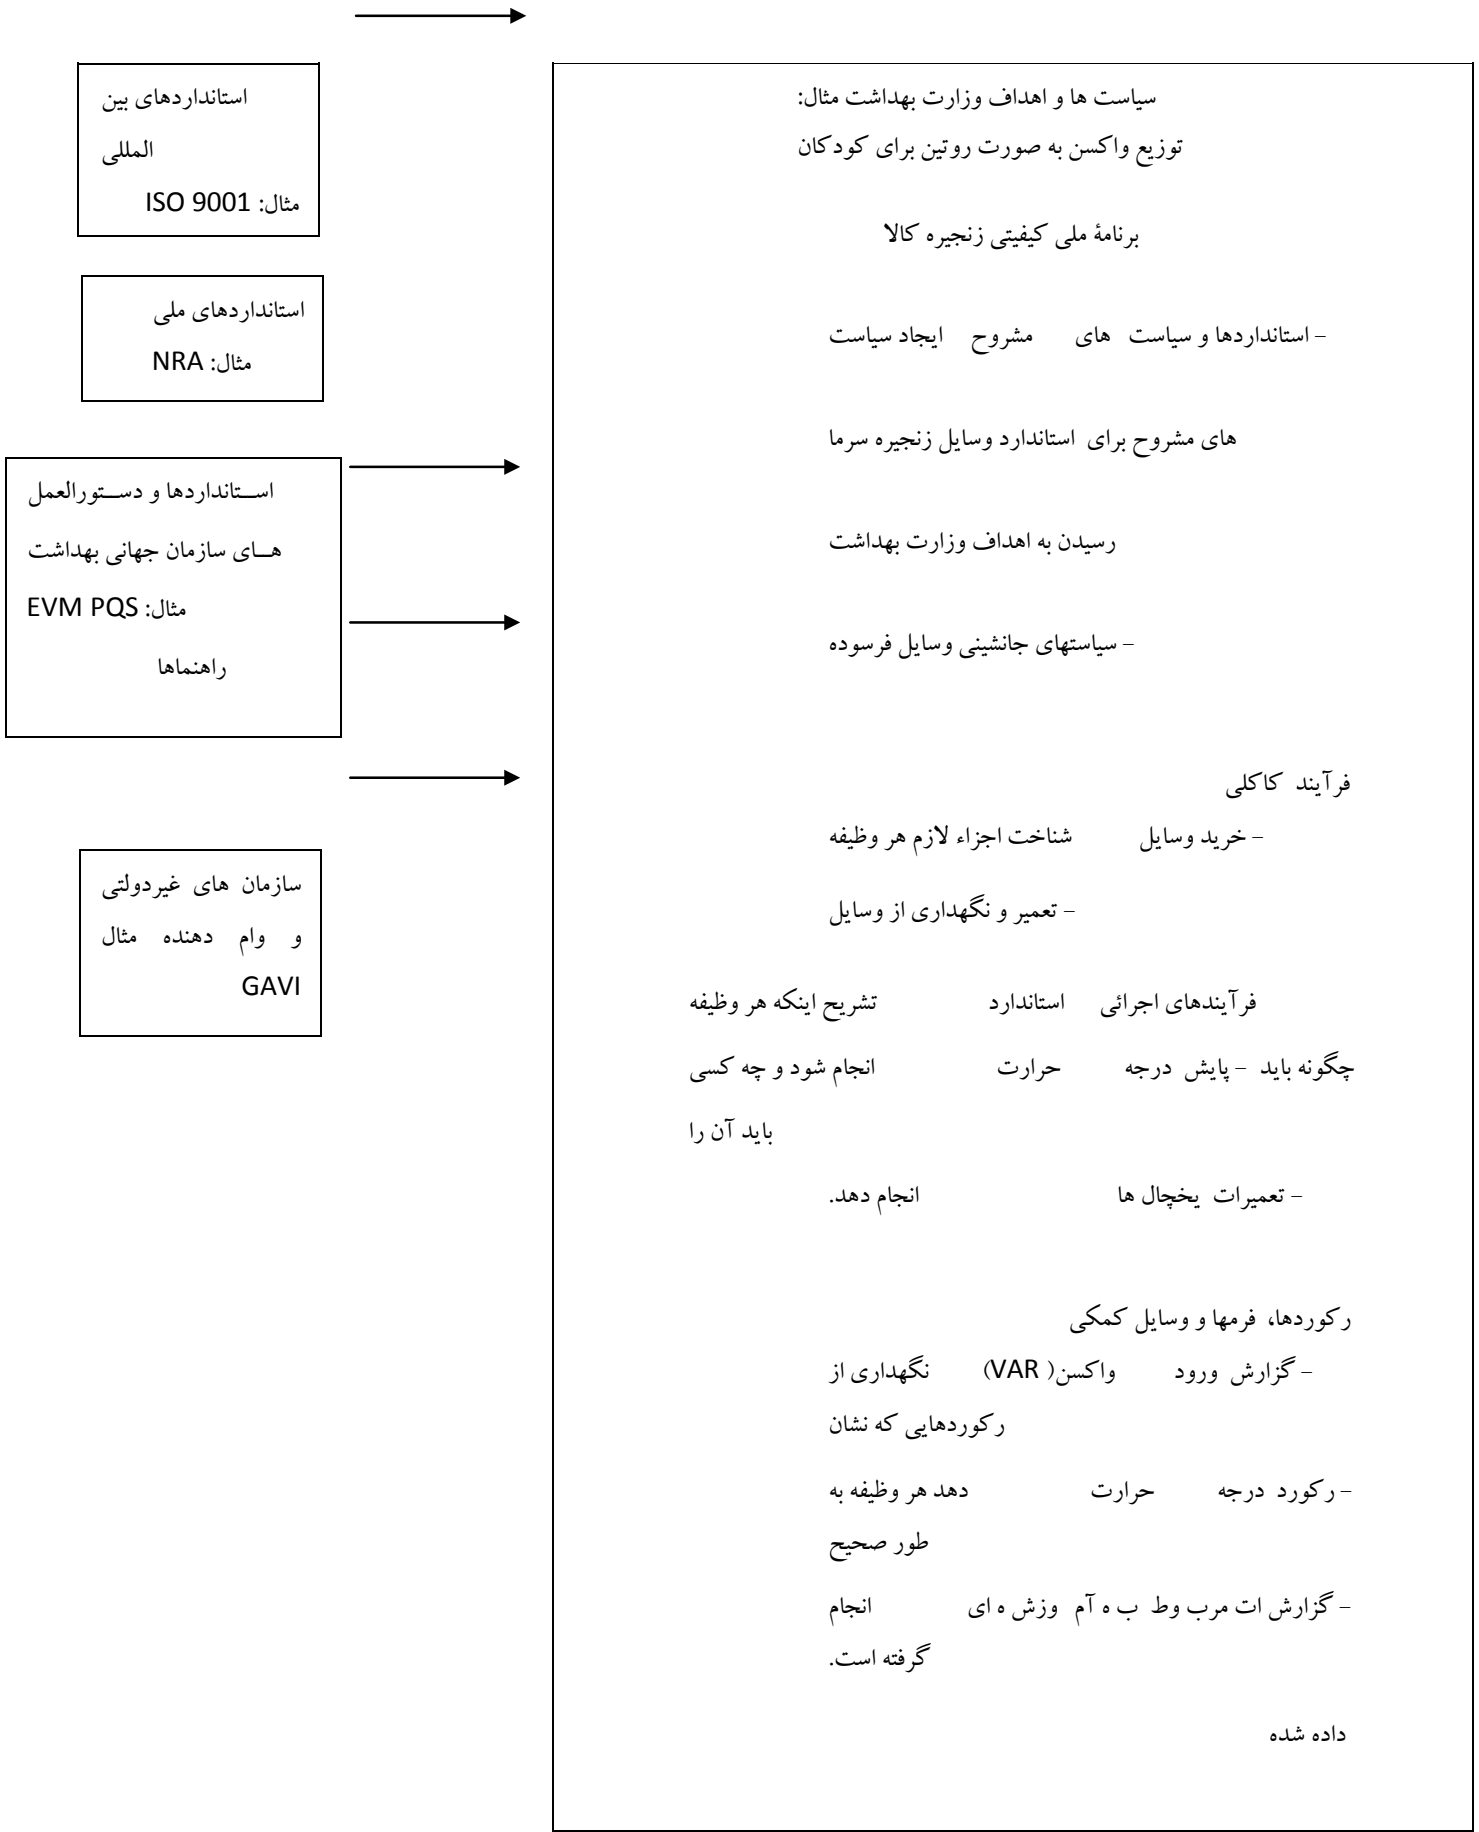 استانداردهای بین
المللی
مثال: ISO 9001
استانداردهای ملی
مثال: NRA
اســتانداردها و دســتورالعمل
هــای سازمان جهانی بهداشت
مثال: EVM PQS
راهنماها
سازمان های غیردولتی
و وام دهنده مثال
GAVI
سیاست ها و اهداف وزارت بهداشت مثال:
توزیع واکسن به صورت روتین برای کودکان
برنامۀ ملی کیفیتی زنجیره کالا
- استانداردها و سیاست های مشروح ایجاد سیاست
های مشروح برای استاندارد وسایل زنجیره سرما
رسیدن به اهداف وزارت بهداشت
- سیاستهای جانشینی وسایل فرسوده
فرآیند کاکلی
- خرید وسایل شناخت اجزاء لازم هر وظیفه
- تعمیر و نگهداری از وسایل
فرآیندهای اجرائی استاندارد تشریح اینکه هر وظیفه
چگونه باید - پایش درجه حرارت انجام شود و چه کسی
باید آن را
- تعمیرات یخچال ها انجام دهد.
رکوردها، فرمها و وسایل کمکی
- گزارش ورود واکسن( VAR) نگهداری از
رکوردهایی که نشان
- رکورد درجه حرارت دهد هر وظیفه به
طور صحیح
- گزارش ات مرب وط ب ه آم وزش ه ای انجام
گرفته است.
داده شده